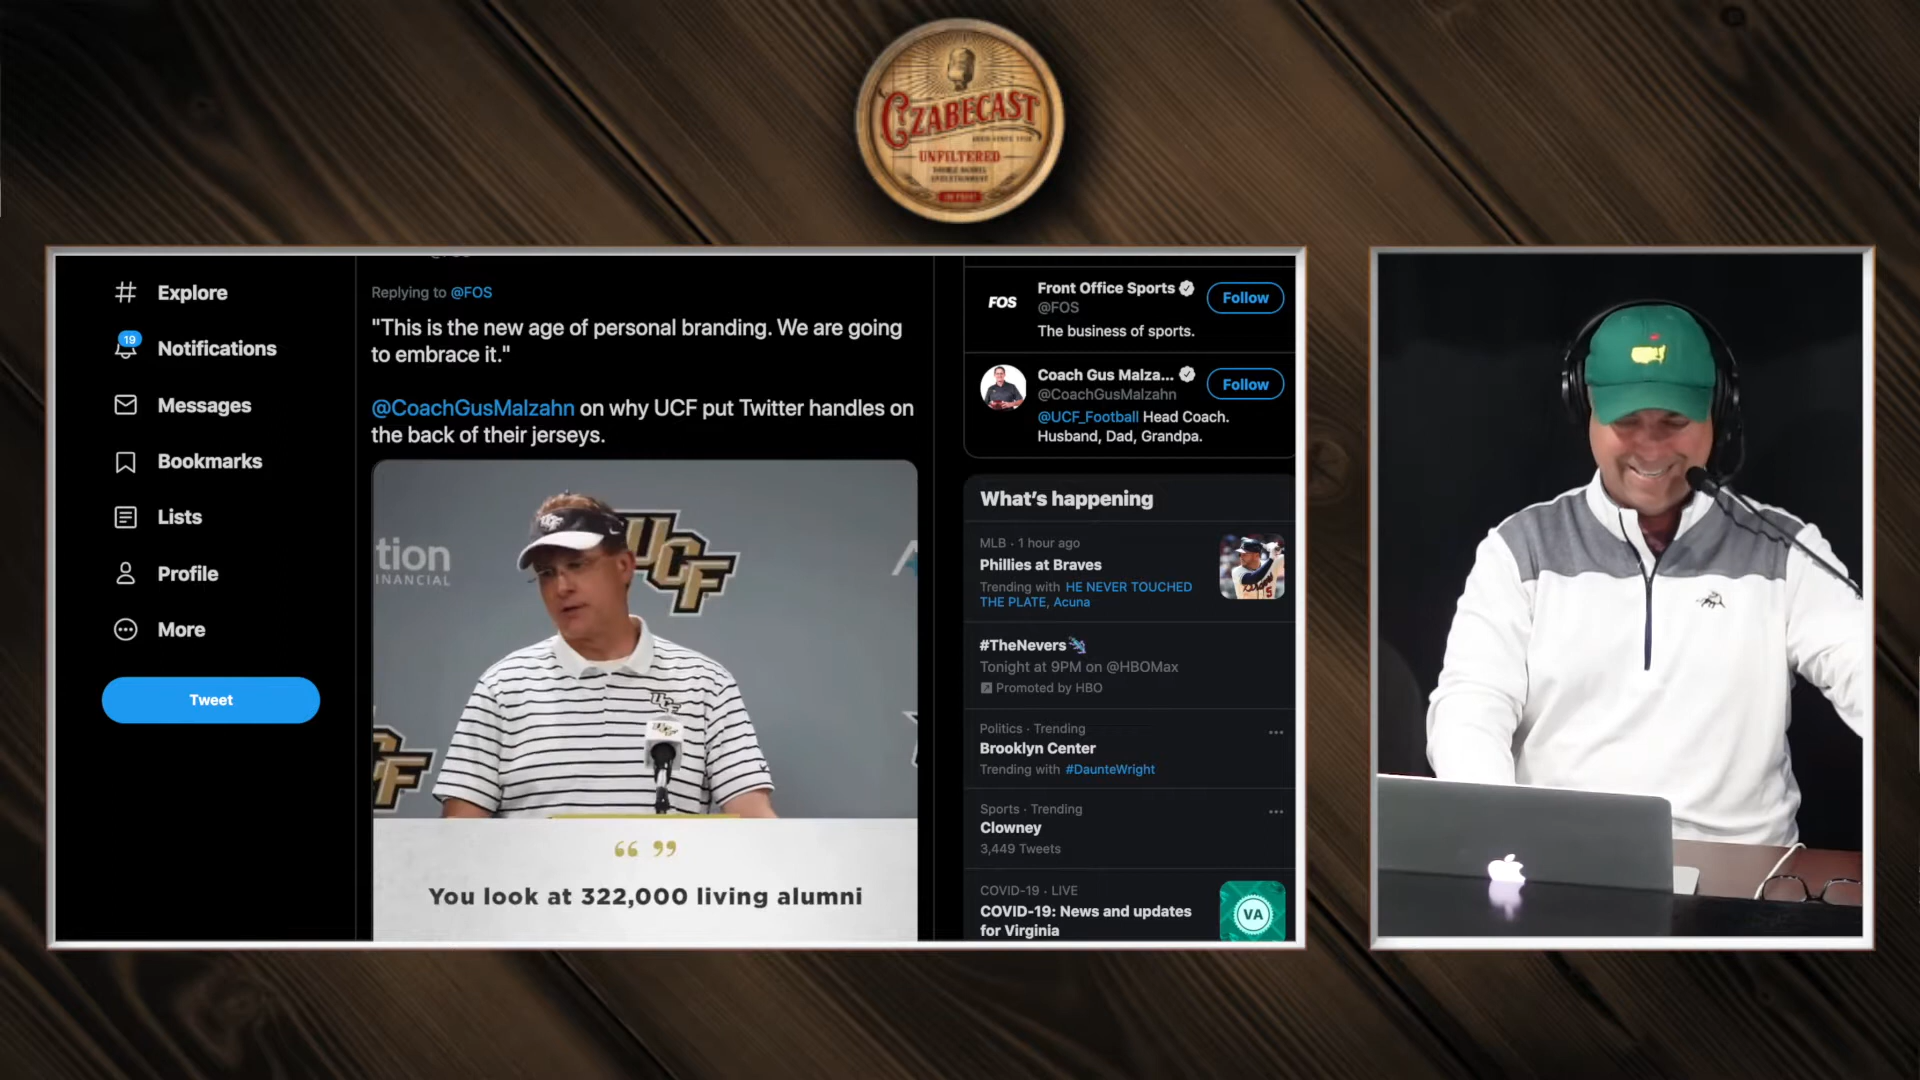 CZABECAST
UNFILTERED
Explore
19
Notifications
Messages
Bookmarks
Lists
Profile
More
Tweet
Replying to @FOS
"This is the new age of personal branding. We are going
to embrace it."
@CoachGusMalzahn on why UCF put Twitter handles on
the back of their jerseys.
tion
INANCIAL
UCF
UCF
UCF
“ ”
You look at 322,000 living alumni
FOS
Front Office Sports
@FOS
Follow
The business of sports.
Coach Gus Malza...
@CoachGusMalzahn
Follow
@UCF_Football Head Coach.
Husband, Dad, Grandpa.
What's happening
MLB · 1 hour ago
Phillies at Braves
Trending with HE NEVER TOUCHED
THE PLATE, Acuna
#TheNevers
Tonight at 9PM on @HBOMax
Promoted by HBO
Politics · Trending
Brooklyn Center
Trending with #DaunteWright
Sports · Trending
Clowney
3,449 Tweets
COVID-19 · LIVE
COVID-19: News and updates
for Virginia
VA